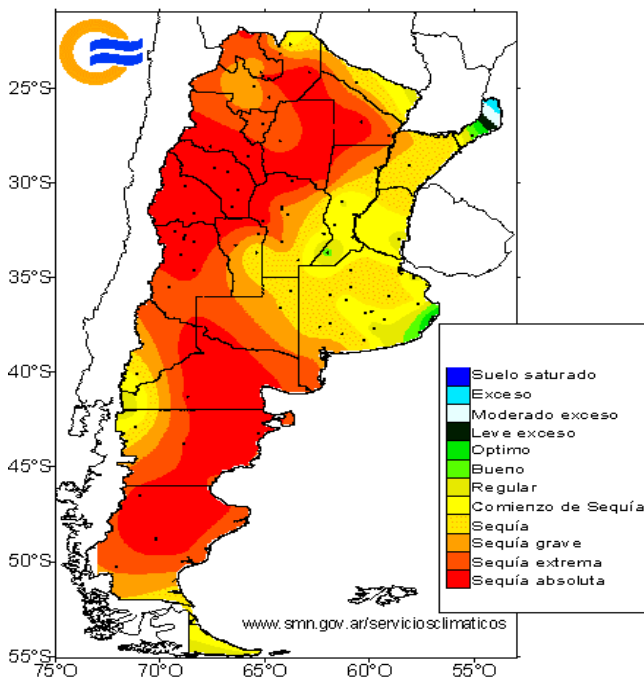 25°S
30°S
35°S
40°S
45°S
50°S
55°S
75°O 70°O 65°O 60°O 55°O
Suelo saturado
Exceso
Moderado exceso
Leve exceso
Optimo
Bueno
Regular
Comienzo de Sequía
Sequía
Sequía grave
Sequía extrema
Sequía absoluta
www.smn.gov.ar/serviciosclimaticos